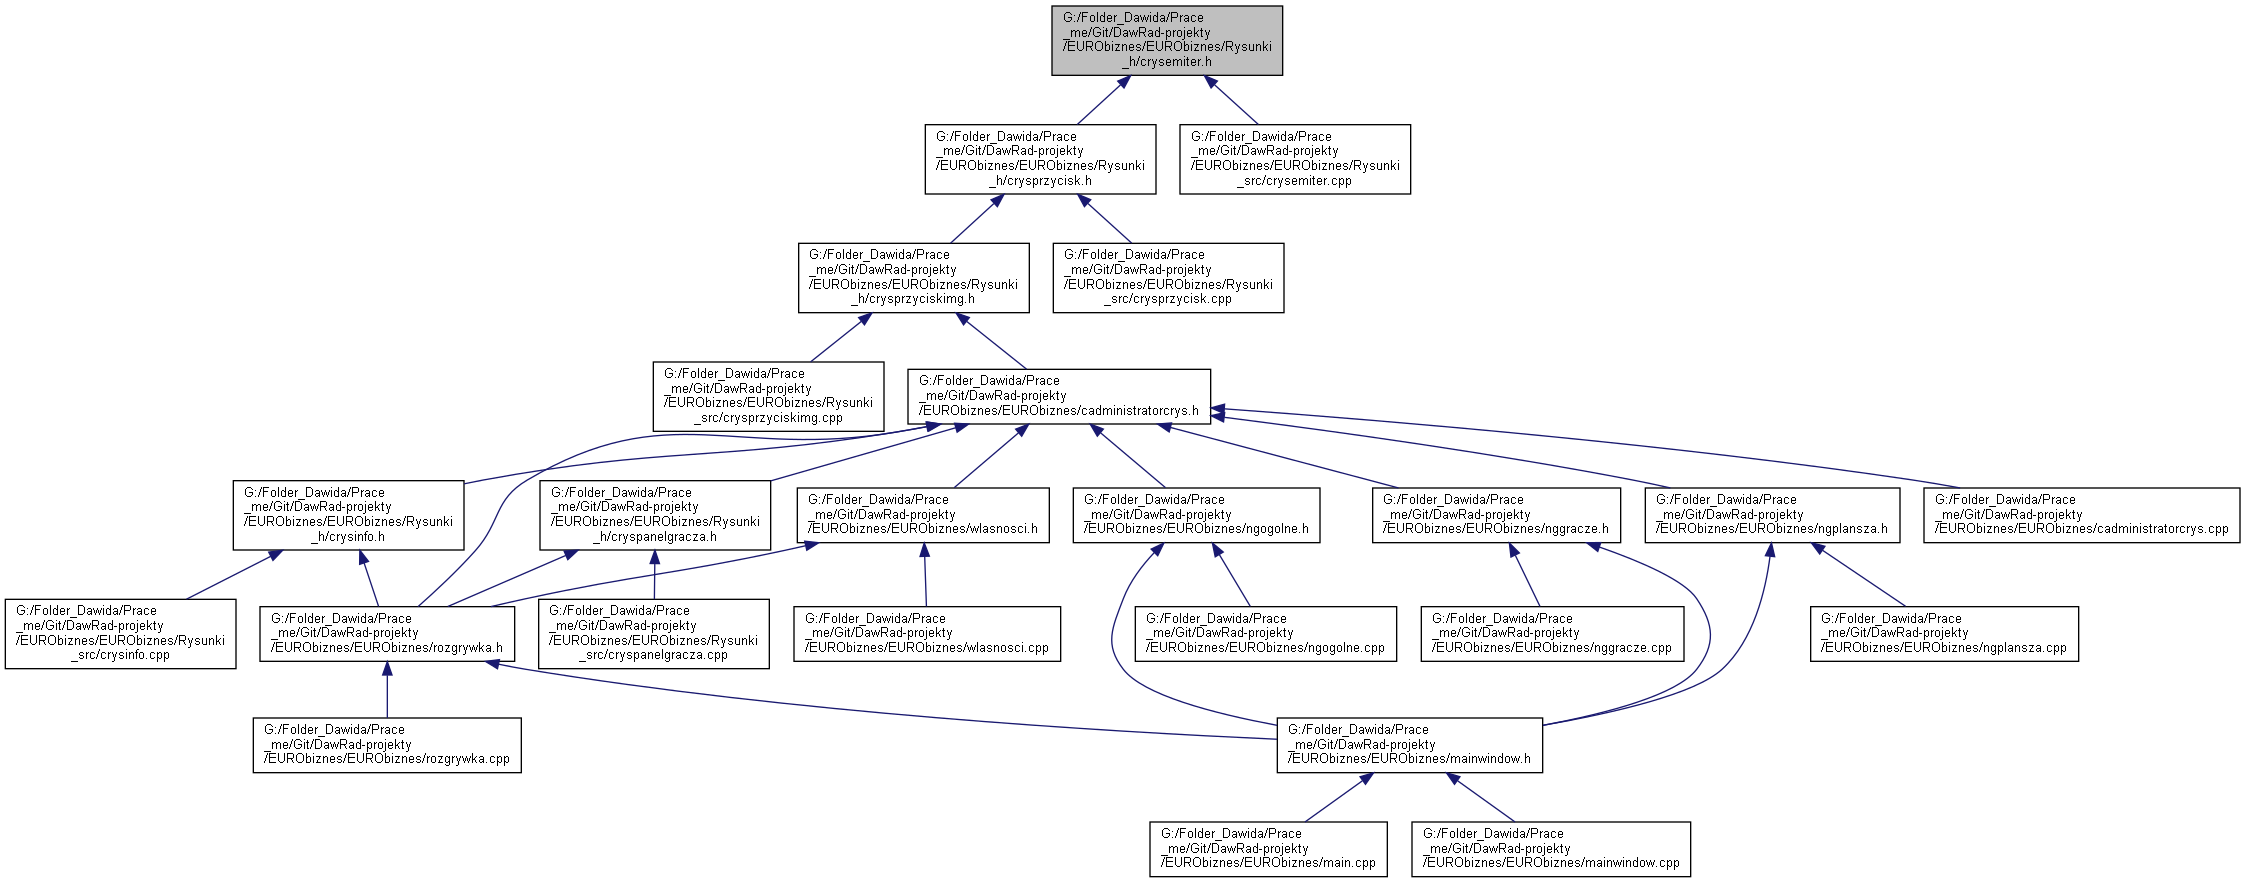 G:/Folder_Dawida/Prace
_me/Git/DawRad-projekty
/EURObiznes/EURObiznes/Rysunki
_h/crysemiter.h
G:/Folder_Dawida/Prace
_me/Git/DawRad-projekty
/EURObiznes/EURObiznes/Rysunki
_h/crysprzycisk.h
G:/Folder_Dawida/Prace
_me/Git/DawRad-projekty
/EURObiznes/EURObiznes/Rysunki
_src/crysemiter.cpp
G:/Folder_Dawida/Prace
_me/Git/DawRad-projekty
/EURObiznes/EURObiznes/Rysunki
_h/crysprzyciskimg.h
G:/Folder_Dawida/Prace
_me/Git/DawRad-projekty
/EURObiznes/EURObiznes/Rysunki
_src/crysprzycisk.cpp
G:/Folder_Dawida/Prace
_me/Git/DawRad-projekty
/EURObiznes/EURObiznes/Rysunki
_src/crysprzyciskimg.cpp
G:/Folder_Dawida/Prace
_me/Git/DawRad-projekty
/EURObiznes/EURObiznes/cadministratorcrys.h
G:/Folder_Dawida/Prace
_me/Git/DawRad-projekty
/EURObiznes/EURObiznes/Rysunki
_h/crysinfo.h
G:/Folder_Dawida/Prace
_me/Git/DawRad-projekty
/EURObiznes/EURObiznes/Rysunki
_h/cryspanelgracza.h
G:/Folder_Dawida/Prace
_me/Git/DawRad-projekty
/EURObiznes/EURObiznes/wlasnosci.h
G:/Folder_Dawida/Prace
_me/Git/DawRad-projekty
/EURObiznes/EURObiznes/ngogolne.h
G:/Folder_Dawida/Prace
_me/Git/DawRad-projekty
/EURObiznes/EURObiznes/nggracze.h
G:/Folder_Dawida/Prace
_me/Git/DawRad-projekty
/EURObiznes/EURObiznes/ngplansza.h
G:/Folder_Dawida/Prace
_me/Git/DawRad-projekty
/EURObiznes/EURObiznes/cadministratorcrys.cpp
G:/Folder_Dawida/Prace
_me/Git/DawRad-projekty
/EURObiznes/EURObiznes/Rysunki
_src/crysinfo.cpp
G:/Folder_Dawida/Prace
_me/Git/DawRad-projekty
/EURObiznes/EURObiznes/rozgrywka.h
G:/Folder_Dawida/Prace
_me/Git/DawRad-projekty
/EURObiznes/EURObiznes/Rysunki
_src/cryspanelgracza.cpp
G:/Folder_Dawida/Prace
_me/Git/DawRad-projekty
/EURObiznes/EURObiznes/wlasnosci.cpp
G:/Folder_Dawida/Prace
_me/Git/DawRad-projekty
/EURObiznes/EURObiznes/ngogolne.cpp
G:/Folder_Dawida/Prace
_me/Git/DawRad-projekty
/EURObiznes/EURObiznes/nggracze.cpp
G:/Folder_Dawida/Prace
_me/Git/DawRad-projekty
/EURObiznes/EURObiznes/ngplansza.cpp
G:/Folder_Dawida/Prace
_me/Git/DawRad-projekty
/EURObiznes/EURObiznes/rozgrywka.cpp
G:/Folder_Dawida/Prace
_me/Git/DawRad-projekty
/EURObiznes/EURObiznes/mainwindow.h
G:/Folder_Dawida/Prace
_me/Git/DawRad-projekty
/EURObiznes/EURObiznes/main.cpp
G:/Folder_Dawida/Prace
_me/Git/DawRad-projekty
/EURObiznes/EURObiznes/mainwindow.cpp